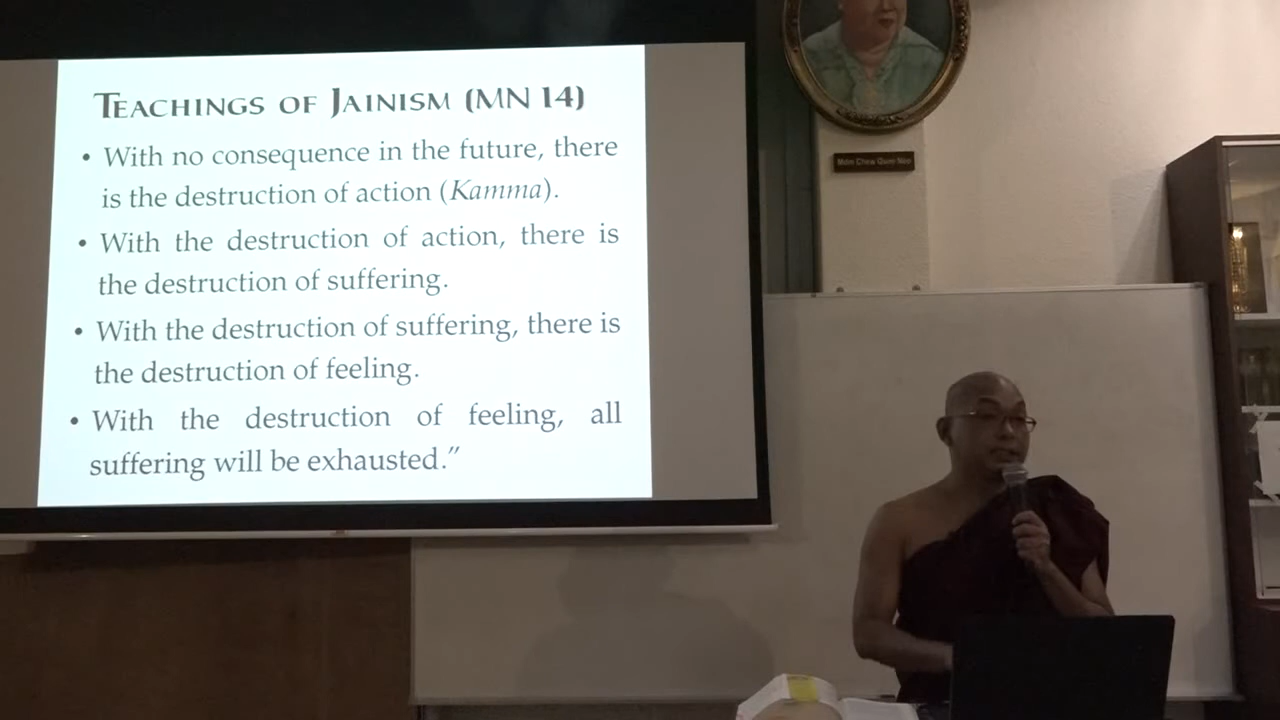 TEACHINGS OF JAINISM (MN 14)
• With no consequence in the future, there
is the destruction of action (Kamma).
• With the destruction of action, there is
the destruction of suffering.
• With the destruction of suffering, there is
the destruction of feeling.
• With the destruction of feeling, all
suffering will be exhausted.”